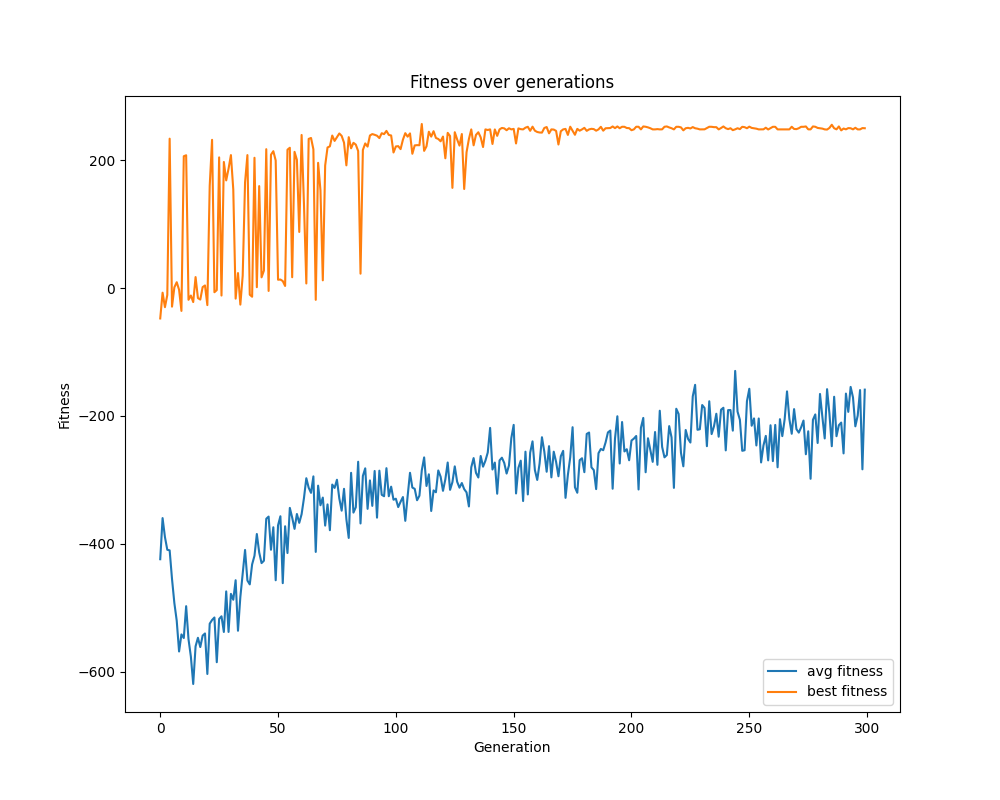 Fitness over generations
Fitness
200
0
−200
−400
−600
avg fitness
best fitness
0 50 100 150 200 250 300
Generation